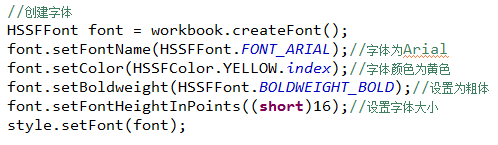 //创建字体
HSSFFont font = workbook.createFont();
font.setFontName(HSSFFont.FONT_ARIAL);//字体为Arial
font.setColor(HSSFColor.YELLOW.index);//字体颜色为黄色
font.setBoldweight(HSSFFont.BOLDWEIGHT_BOLD);//设置为粗体
font.setFontHeightInPoints((short)16);//设置字体大小
style.setFont(font);